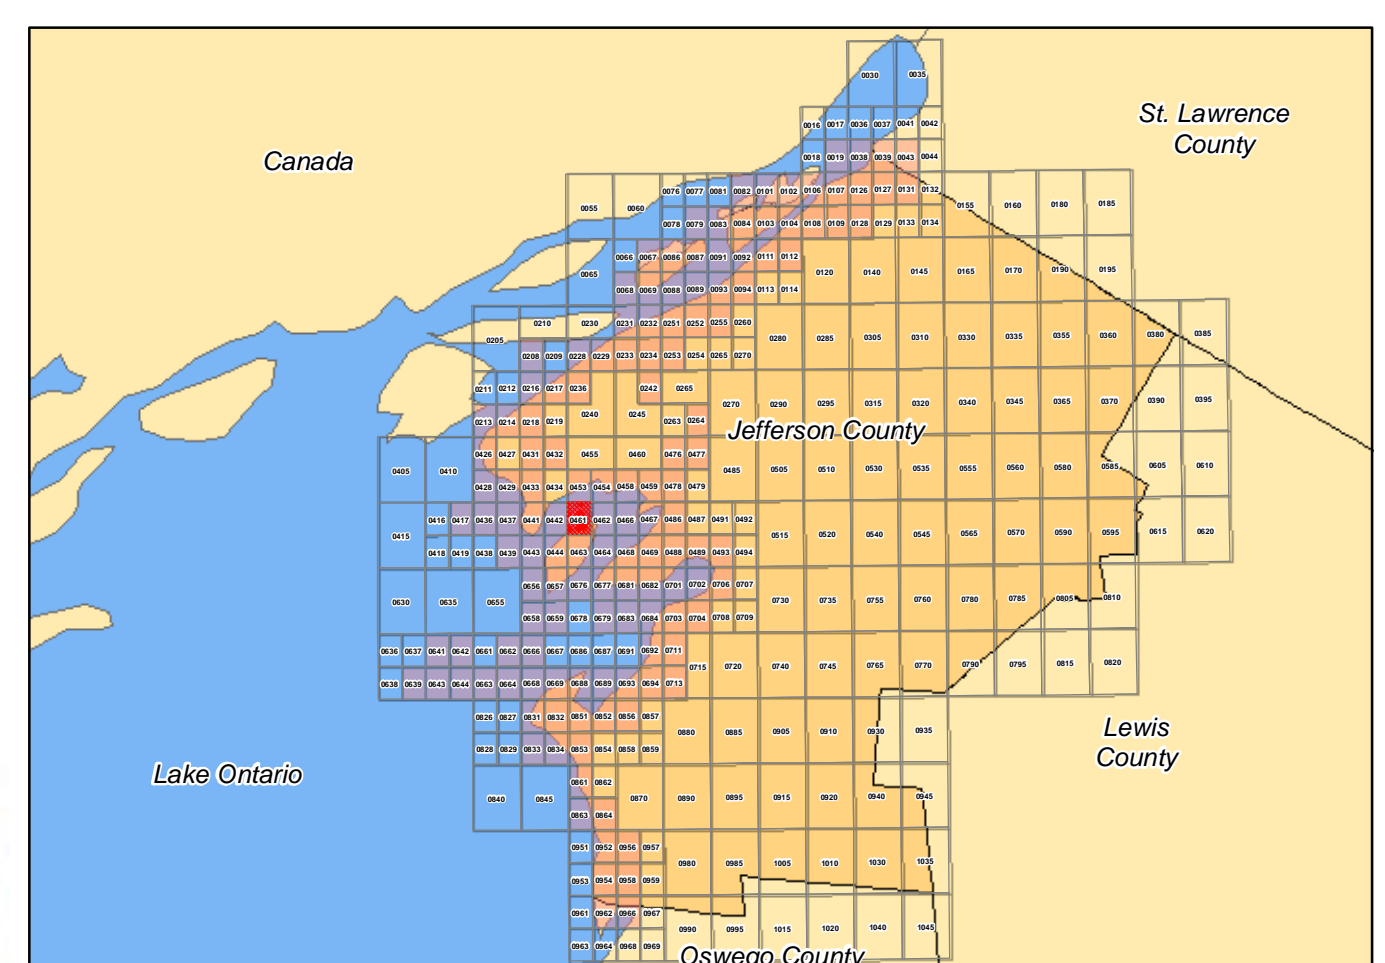 0030 0035
St. Lawrence
County
0016 0017 0036 0037 0041 0042
Canada
0018 0019 0038 0039 0043 0044
0076 0077 0081 0082 0101 0102 0106 0107 0126 0127 0131 0132
0055 0060 0155 0160 0180 0185
0078 0079 0083 0084 0103 0104 0108 0109 0128 0129 0133 0134
0066 0067 0086 0087 0091 0092 0111 0112
0065 0120 0140 0145 0165 0170 0190 0195
0068 0069 0088 0089 0093 0094 0113 0114
0210 0230 0231 0232 0251 0252 0255 0260
0205 0280 0285 0305 0310 0330 0335 0355 0360 0380 0385
0208 0209 0228 0229 0233 0234 0253 0254 0265 0270
0211 0212 0216 0217 0236 0242 0265
0270 0290 0295 0315 0320 0340 0345 0365 0370 0390 0395
0213 0214 0218 0219 0240 0245 0263 0264
Jefferson County
0426 0427 0431 0432 0455 0460 0476 0477
0405 0410 0485 0505 0510 0530 0535 0555 0560 0580 0585 0605 0610
0428 0429 0433 0434 0453 0454 0458 0459 0478 0479
0416 0417 0436 0437 0441 0442 0461 0462 0466 0467 0486 0487 0491 0492
0415 0515 0520 0540 0545 0565 0570 0590 0595 0615 0620
0418 0419 0438 0439 0443 0444 0463 0464 0468 0469 0488 0489 0493 0494
0656 0657 0676 0677 0681 0682 0701 0702 0706 0707
0630 0635 0655 0730 0735 0755 0760 0780 0785 0805 0810
0658 0659 0678 0679 0683 0684 0703 0704 0708 0709
0636 0637 0641 0642 0661 0662 0666 0667 0686 0687 0691 0692 0711
0715 0720 0740 0745 0765 0770 0790 0795 0815 0820
0638 0639 0643 0644 0663 0664 0668 0669 0688 0689 0693 0694 0713
0826 0827 0831 0832 0851 0852 0856 0857
0880 0885 0905 0910 0930 0935
Lewis
County
0828 0829 0833 0834 0853 0854 0858 0859
Lake Ontario
0861 0862
0840 0845 0870 0890 0895 0915 0920 0940 0945
0863 0864
0951 0952 0956 0957
0980 0985 1005 1010 1030 1035
0953 0954 0958 0959
0961 0962 0966 0967
0990 0995 1015 1020 1040 1045
0963 0964 0968 0969
Oswego County